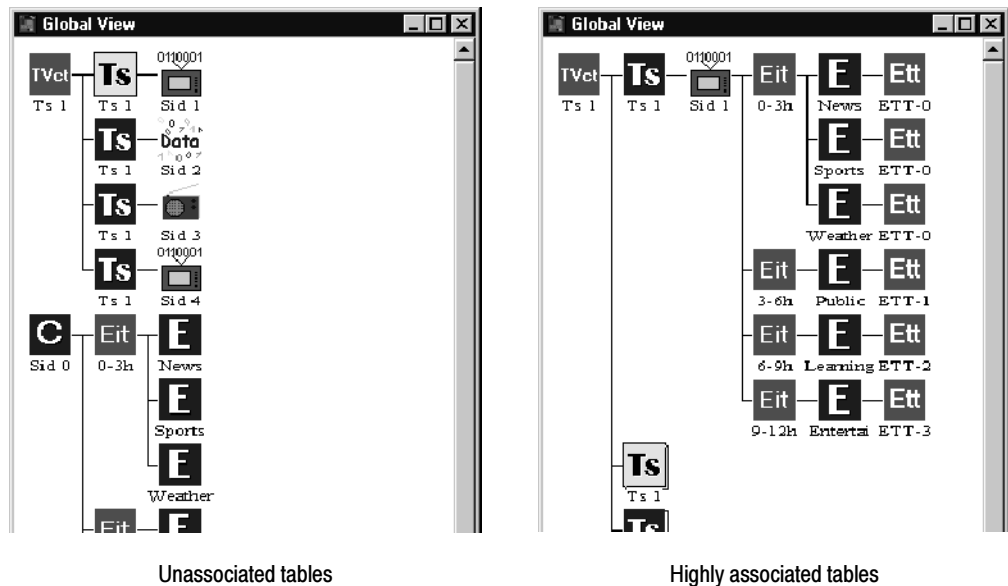 Global View
TVct Ts
0110001
Ts 1 Ts 1 Sid 1
Ts Data
Ts 1 Sid 2
Ts
Ts 1 Sid 3
Ts
0110001
Ts 1 Sid 4
C Eit E
Sid 0 0-3h News
E
Sports
E
Weather
Eit E
Unassociated tables
Global View
TVct Ts
0110001
Eit E Ett
Ts 1 Ts 1 Sid 1 0-3h News ETT-0
E Ett
Sports ETT-0
E Ett
Weather ETT-0
Eit E Ett
3-6h Public ETT-1
Eit E Ett
6-9h Learning ETT-2
Eit E Ett
9-12h Entertai ETT-3
Ts
Ts 1
Ts
Highly associated tables